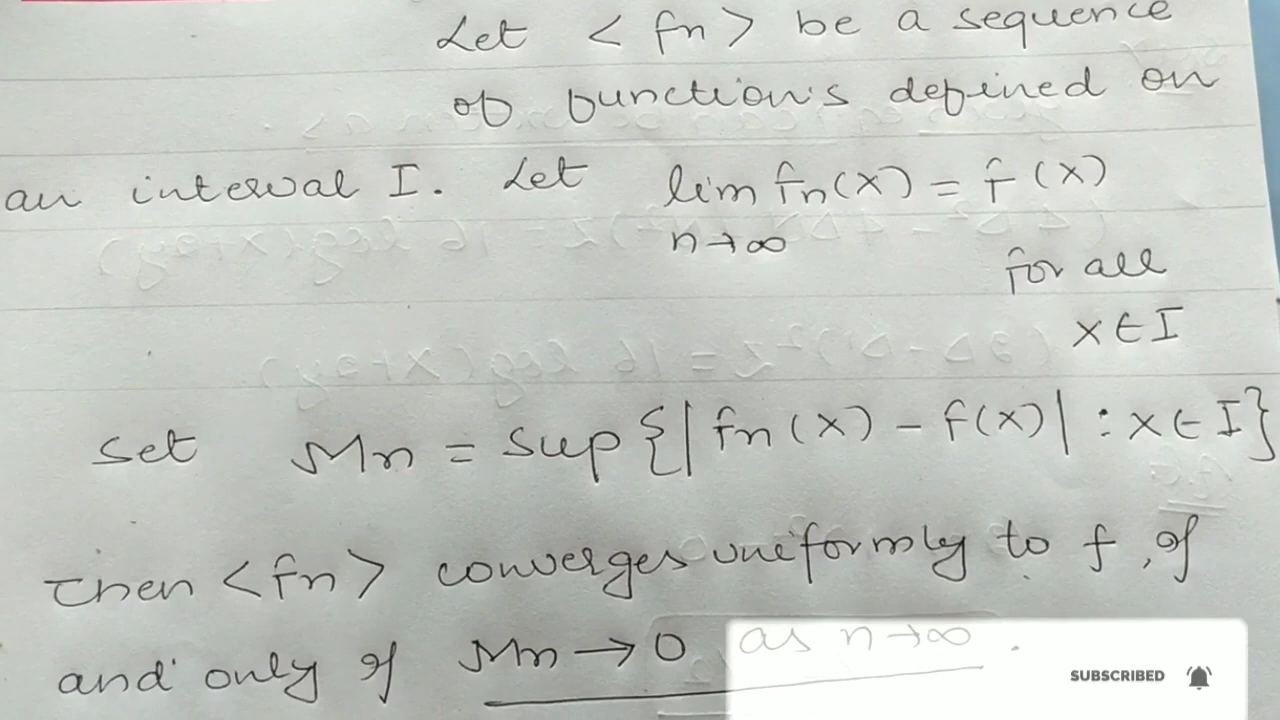 Let < fn > be a sequence
of functions defined on
an interval I. Let lim fn(x) = f(x)
n→∞
for all
x ∈ I
Set Mn = Sup{| fn(x) - f(x)| : x ∈ I}
Then <fn> converges uniformly to f, if
and only if Mn → 0 as n→∞.
SUBSCRIBED